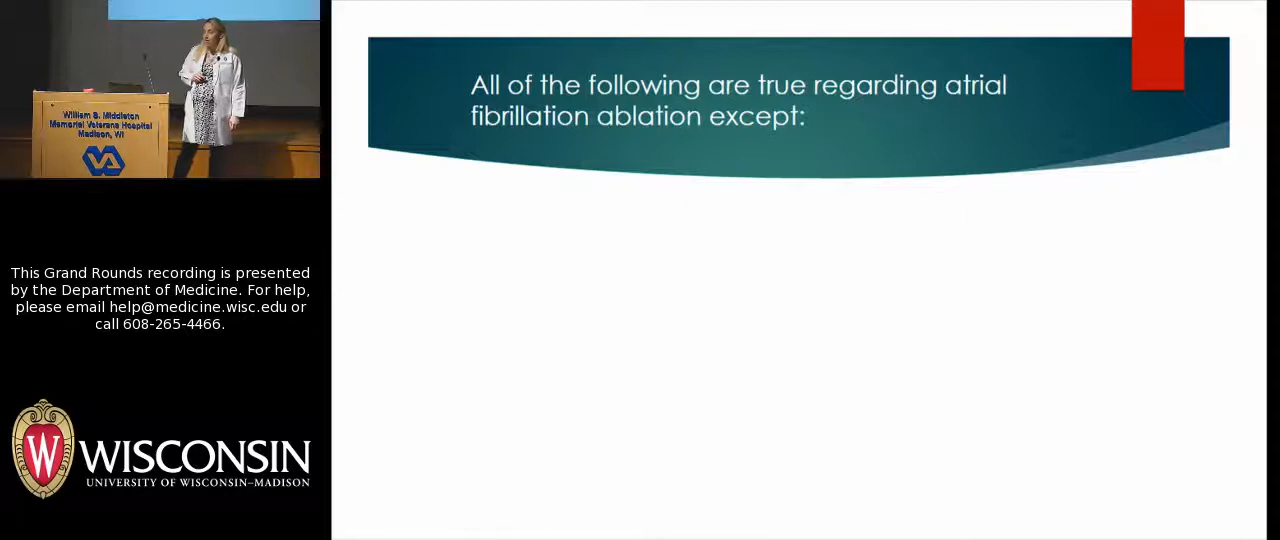 William S. Middleton
Memorial Veterans Hospital
Madison, WI
VA
All of the following are true regarding atrial
fibrillation ablation except:
This Grand Rounds recording is presented
by the Department of Medicine. For help,
please email help@medicine.wisc.edu or
call 608-265-4466.
W
WISCONSIN
UNIVERSITY OF WISCONSIN–MADISON